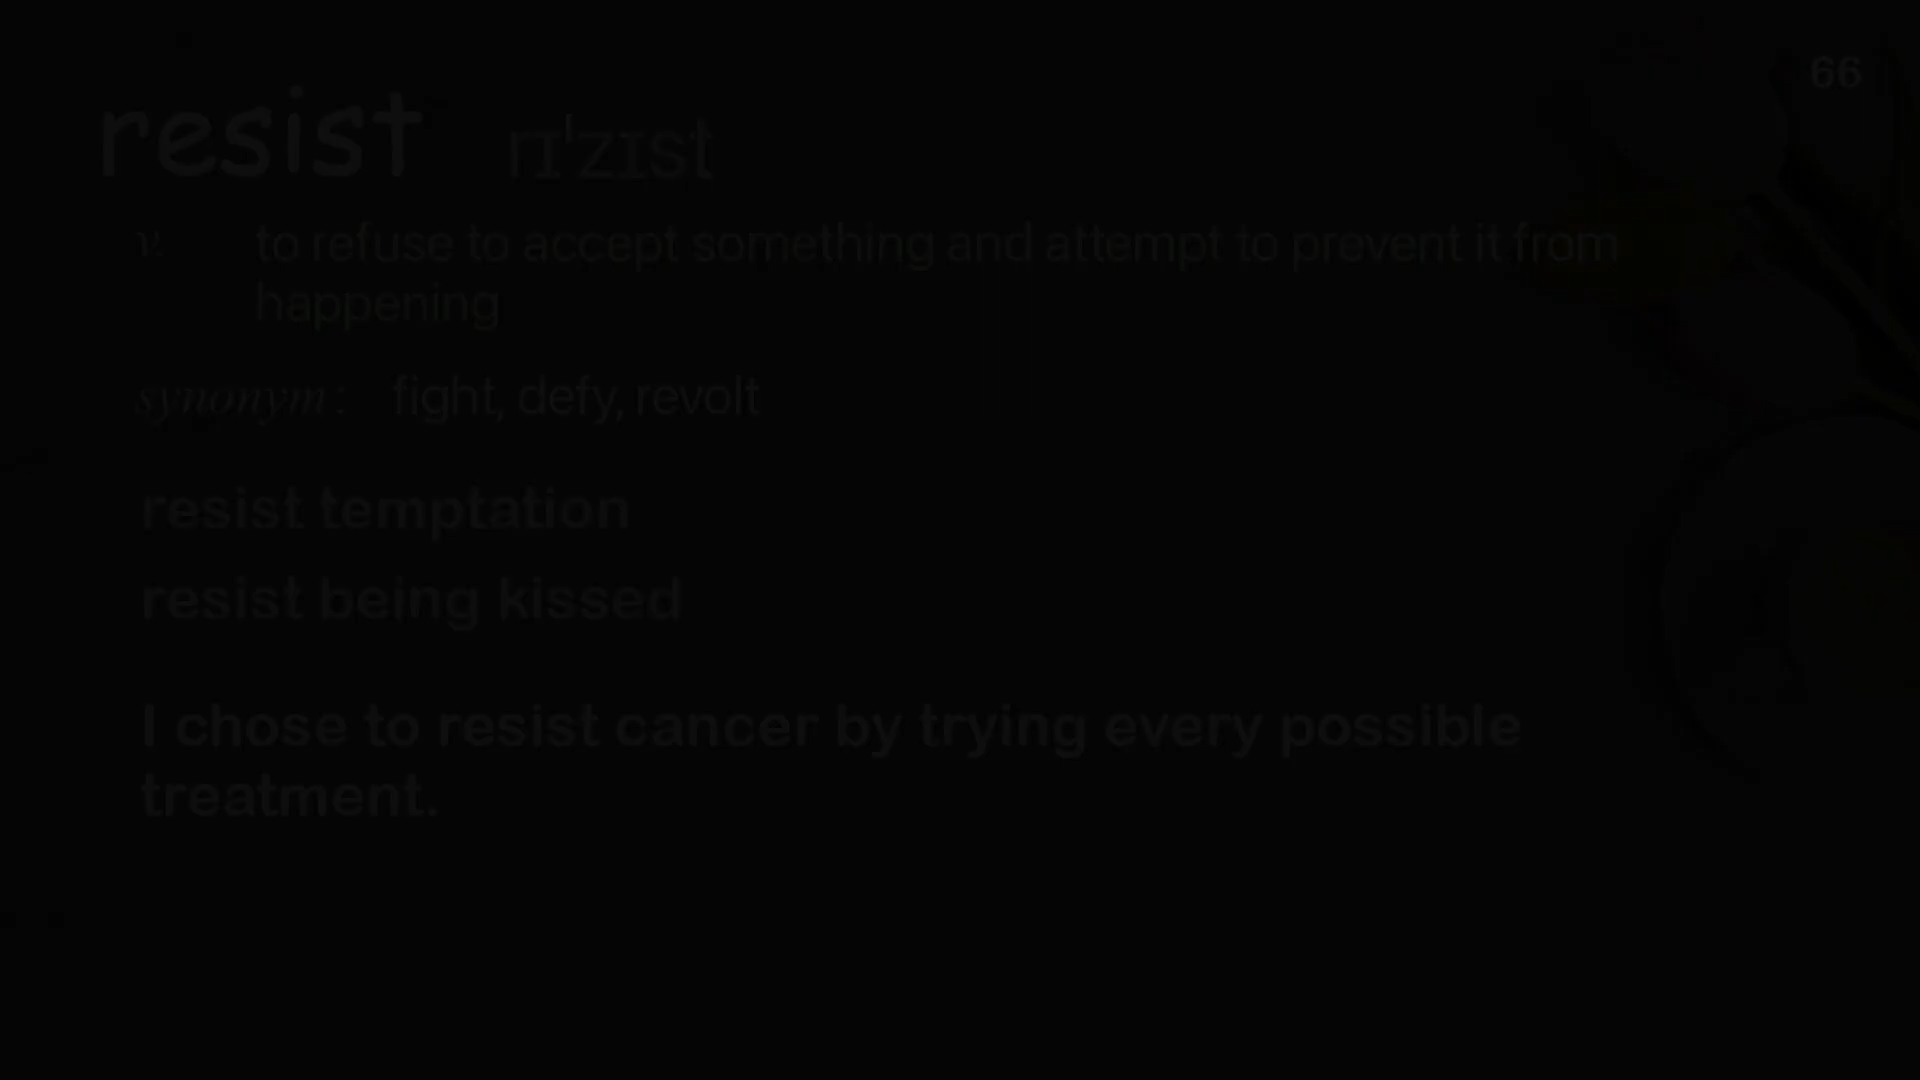 66
resist rɪˈzɪst
v. to refuse to accept something and attempt to prevent it from
happening
synonym: fight, defy, revolt
resist temptation
resist being kissed
I chose to resist cancer by trying every possible
treatment.